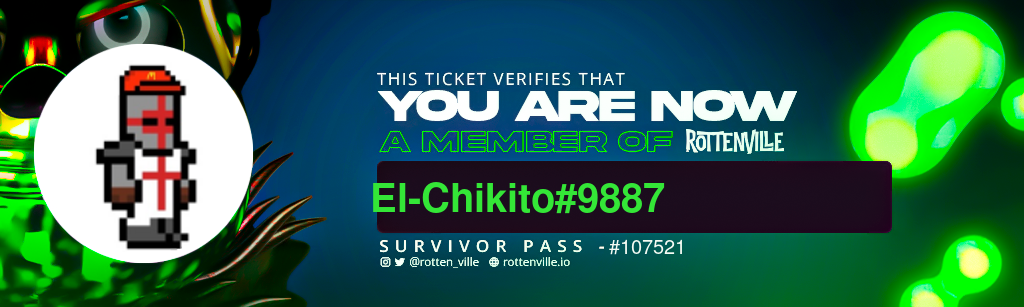 THIS TICKET VERIFIES THAT
YOU ARE NOW
A MEMBER OF ROTTENVILLE
El-Chikito#9887
SURVIVOR PASS - #107521
@rotten_ville rottenville.io